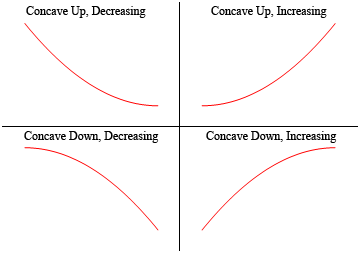 Concave Up, Decreasing
Concave Up, Increasing
Concave Down, Decreasing
Concave Down, Increasing